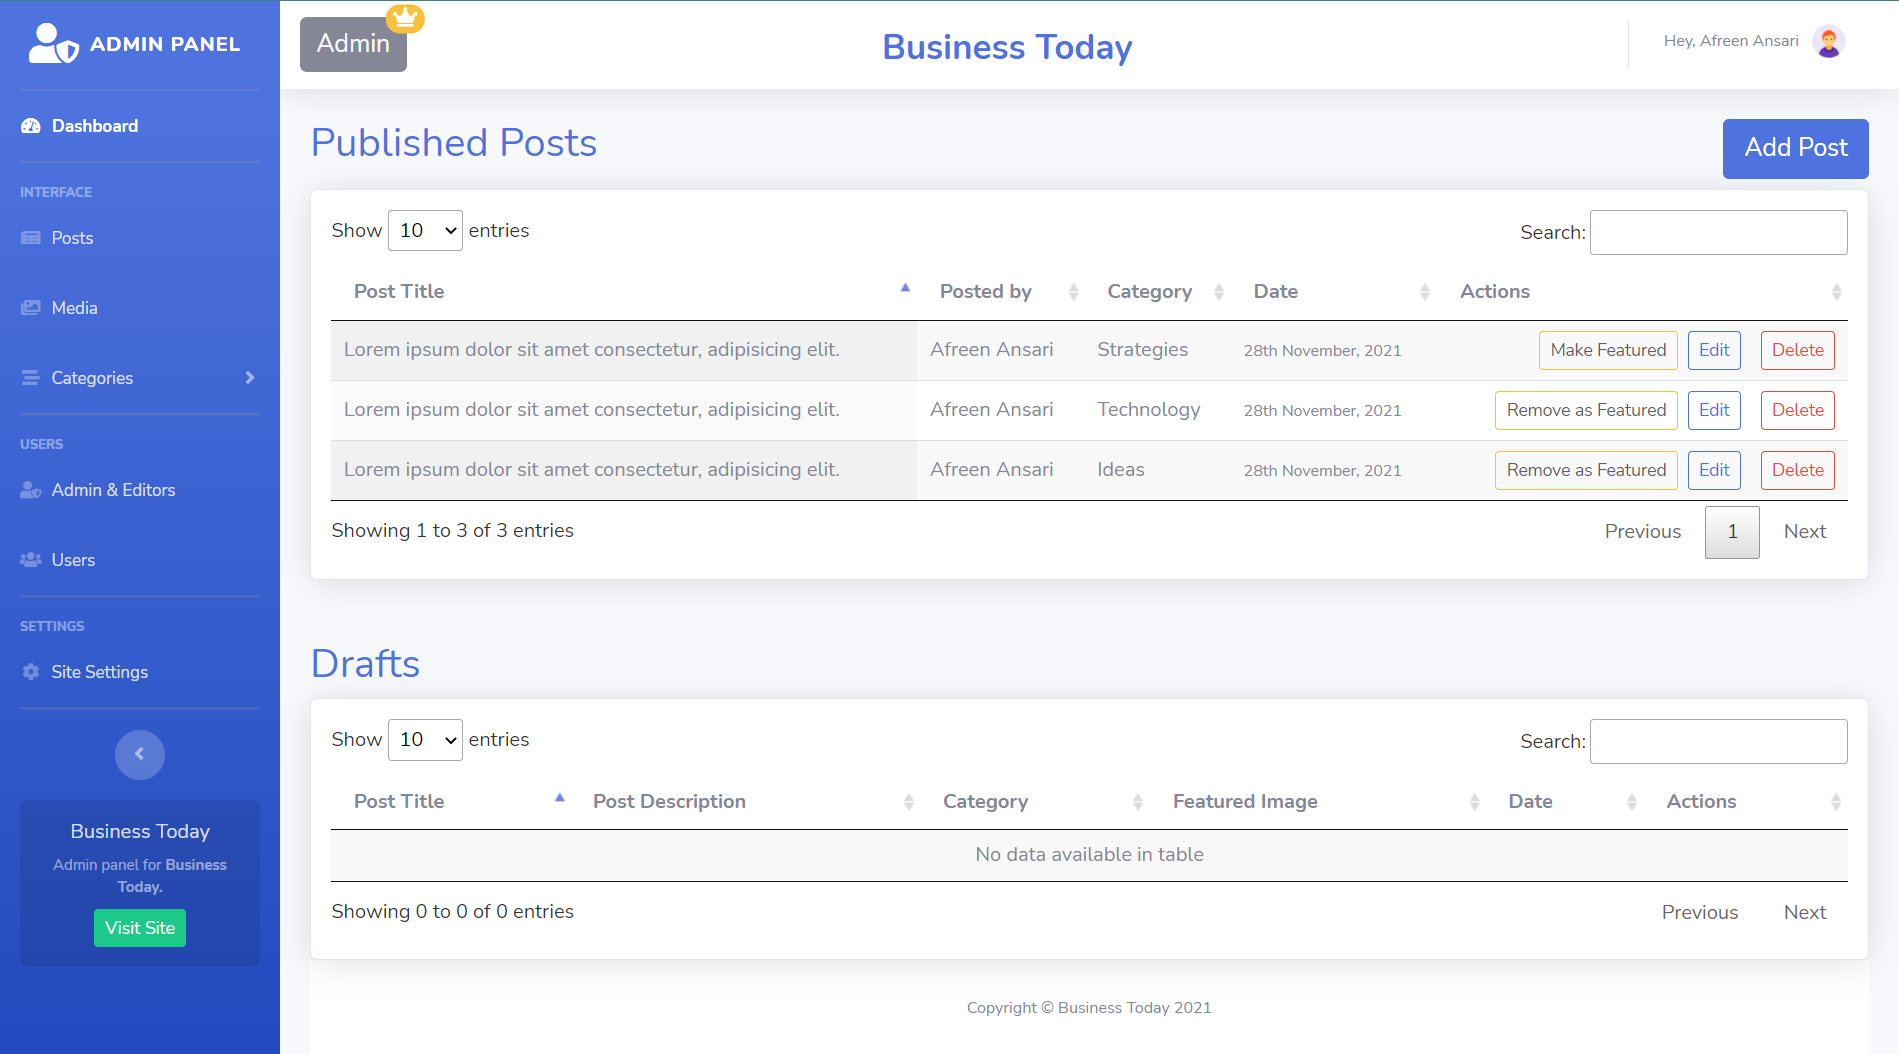 ADMIN PANEL
Admin
Business Today
Hey, Afreen Ansari
Dashboard
INTERFACE
Posts
Media
Categories
USERS
Admin & Editors
Users
SETTINGS
Site Settings
Business Today
Admin panel for Business
Today.
Visit Site
Published Posts
Add Post
Show 10 entries
Search:
Post Title Posted by Category Date Actions
Lorem ipsum dolor sit amet consectetur, adipisicing elit. Afreen Ansari Strategies 28th November, 2021 Make Featured Edit Delete
Lorem ipsum dolor sit amet consectetur, adipisicing elit. Afreen Ansari Technology 28th November, 2021 Remove as Featured Edit Delete
Lorem ipsum dolor sit amet consectetur, adipisicing elit. Afreen Ansari Ideas 28th November, 2021 Remove as Featured Edit Delete
Showing 1 to 3 of 3 entries
Previous 1 Next
Drafts
Show 10 entries
Search:
Post Title Post Description Category Featured Image Date Actions
No data available in table
Showing 0 to 0 of 0 entries
Previous Next
Copyright © Business Today 2021